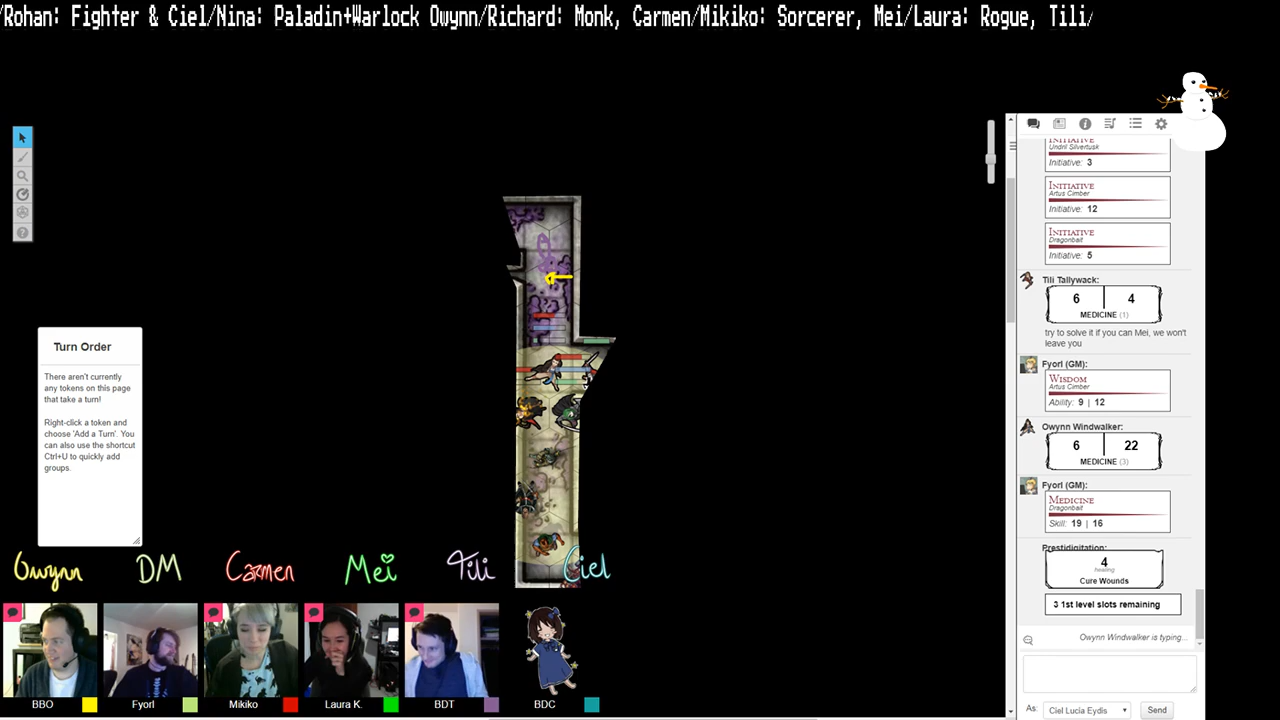 /Rohan: Fighter & Ciel/Nina: Paladin+Warlock Owynn/Richard: Monk, Carmen/Mikiko: Sorcerer, Mei/Laura: Rogue, Tili/
INITIATIVE
Undril Silvertusk
Initiative: 3
INITIATIVE
Artus Cimber
Initiative: 12
INITIATIVE
Dragonbait
Initiative: 5
Tili Tallywack:
6 4
MEDICINE (1)
try to solve it if you can Mei, we won't
leave you
Fyorl (GM):
WISDOM
Artus Cimber
Ability: 9 | 12
Owynn Windwalker:
6 22
MEDICINE (3)
Fyorl (GM):
MEDICINE
Dragonbait
Skill: 19 | 16
Prestidigitation:
4
healing
Cure Wounds
3 1st level slots remaining
Owynn Windwalker is typing...
As: Ciel Lucia Eydis Send
Turn Order
There aren't currently
any tokens on this page
that take a turn!
Right-click a token and
choose 'Add a Turn'. You
can also use the shortcut
Ctrl+U to quickly add
groups.
Owynn DM Carmen Mei Tili Ciel
BBO Fyorl Mikiko Laura K. BDT BDC